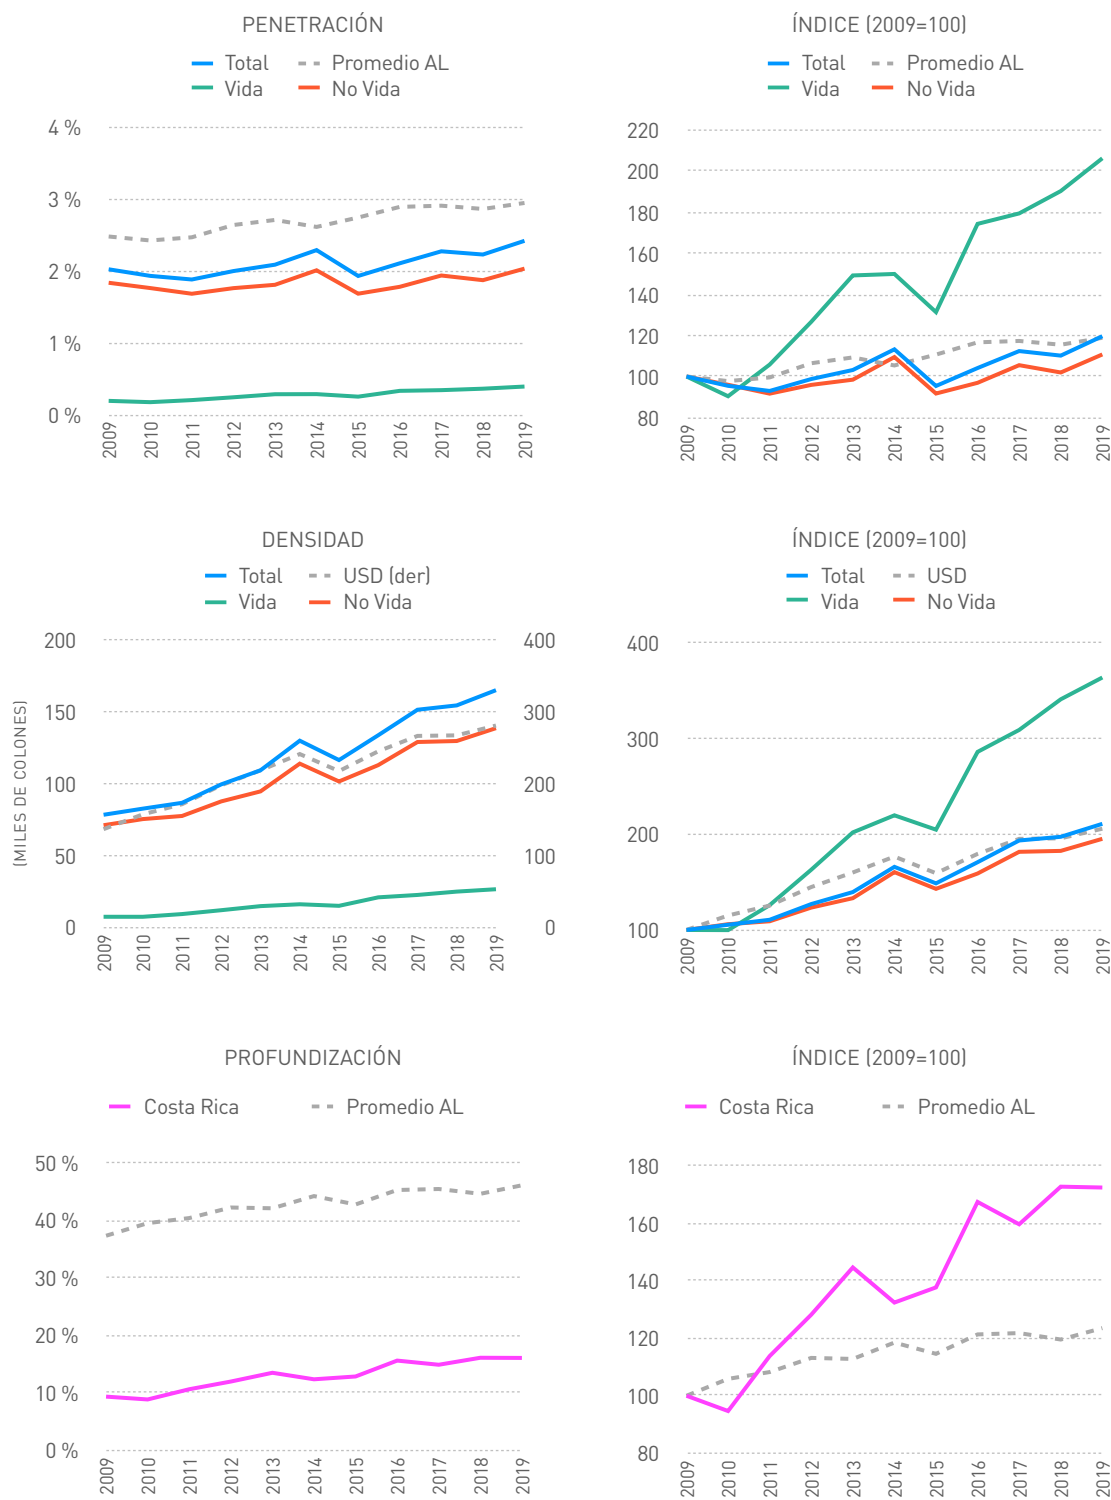 PENETRACIÓN
Total Promedio AL
Vida No Vida
4 %
3 %
2 %
1 %
0 %
2009 2010 2011 2012 2013 2014 2015 2016 2017 2018 2019
ÍNDICE (2009=100)
Total Promedio AL
Vida No Vida
220
200
180
160
140
120
100
80
2009 2010 2011 2012 2013 2014 2015 2016 2017 2018 2019
DENSIDAD
Total USD (der)
Vida No Vida
(MILES DE COLONES)
200 400
150 300
100 200
50 100
0 0
2009 2010 2011 2012 2013 2014 2015 2016 2017 2018 2019
ÍNDICE (2009=100)
Total USD
Vida No Vida
400
300
200
100
2009 2010 2011 2012 2013 2014 2015 2016 2017 2018 2019
PROFUNDIZACIÓN
Costa Rica Promedio AL
50 %
40 %
30 %
20 %
10 %
0 %
2009 2010 2011 2012 2013 2014 2015 2016 2017 2018 2019
ÍNDICE (2009=100)
Costa Rica Promedio AL
180
160
140
120
100
80
2009 2010 2011 2012 2013 2014 2015 2016 2017 2018 2019